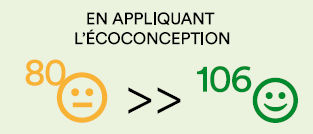 EN APPLIQUANT
L'ÉCOCONCEPTION
80 >> 106